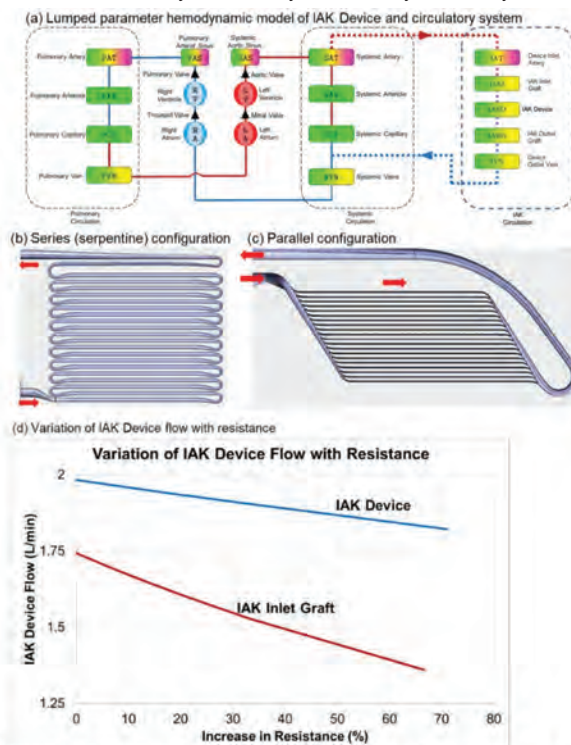 (a) Lumped parameter hemodynamic model of IAK Device and circulatory system
Pulmonary Artery
PAT
Pulmonary
Arterial Sinus
PAS
Systemic
Aortic Sinus
SAS
SAT
Systemic Artery
Device Inlet
Artery
Pulmonary Valve
Aortic Valve
Pulmonary Arteriole
Right
Ventricle
Left
Ventricle
Systemic Arteriole
IAK Inlet
Graft
Tricuspid Valve
Mitral Valve
IAK Device
Pulmonary Capillary
Right
Atrium
Left
Atrium
Systemic Capillary
IAK Outlet
Graft
Pulmonary Vein
Systemic Veins
Device
Outlet Vein
Pulmonary
Circulation
Systemic
Circulation
IAK
Circulation
(b) Series (serpentine) configuration
(c) Parallel configuration
(d) Variation of IAK Device flow with resistance
Variation of IAK Device Flow with Resistance
IAK Device Flow (L/min)
2
1.75
1.5
1.25
IAK Device
IAK Inlet Graft
0 10 20 30 40 50 60 70 80
Increase in Resistance (%)